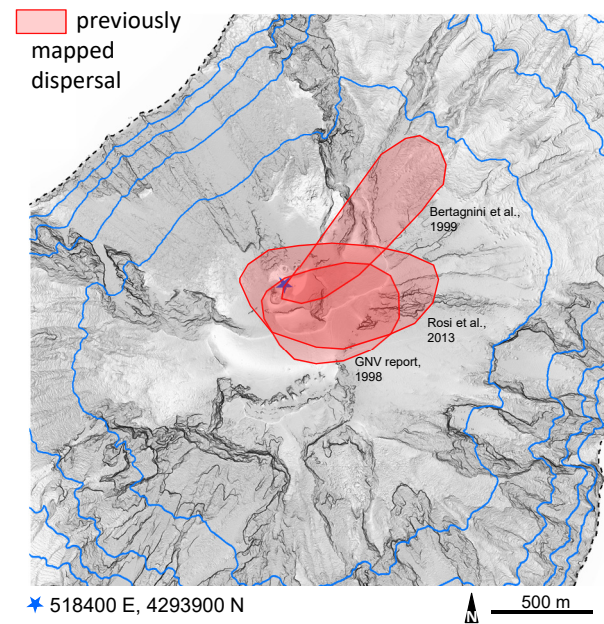 previously
mapped
dispersal
Bertagnini et al.,
1999
Rosi et al.,
2013
GNV report,
1998
518400 E, 4293900 N
N
500 m